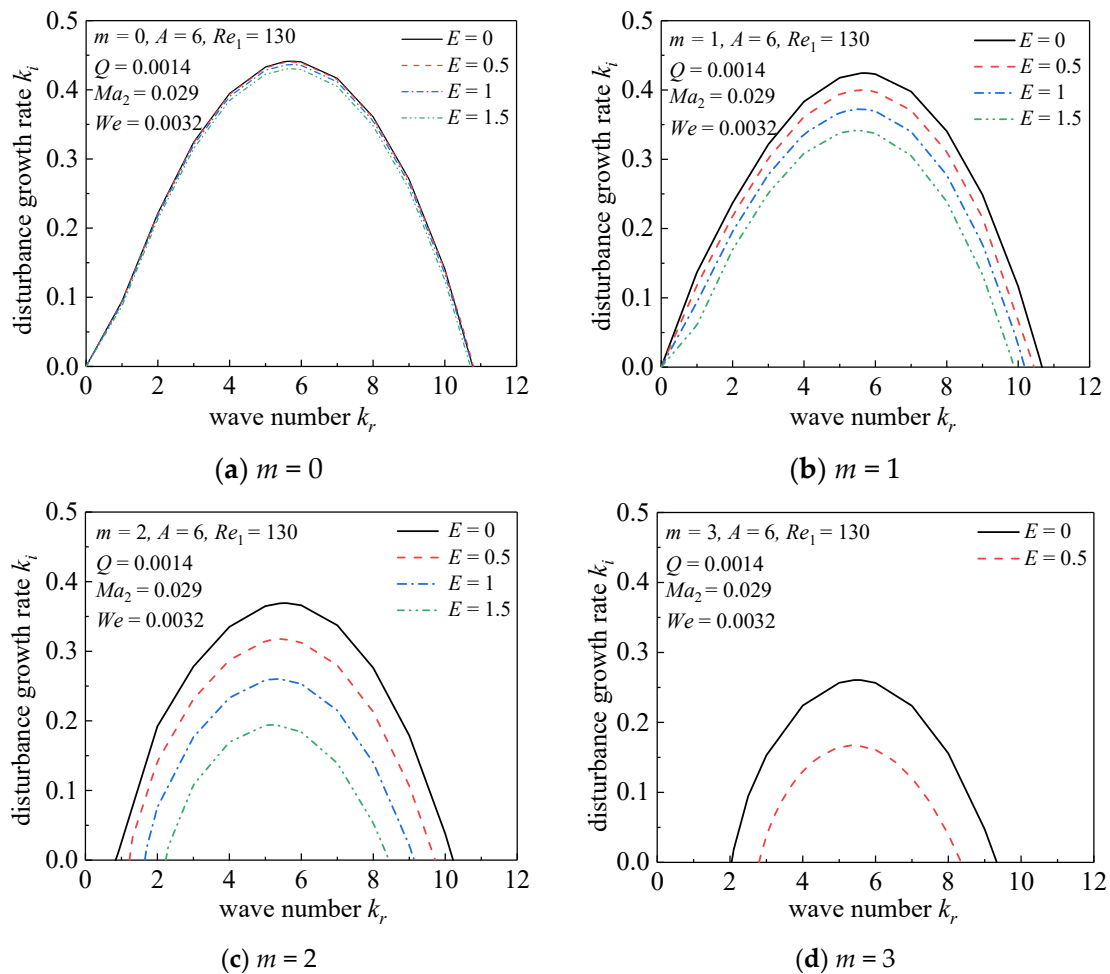 m = 0, A = 6, Re₁ = 130
Q = 0.0014
Ma₂ = 0.029
We = 0.0032
E = 0
E = 0.5
E = 1
E = 1.5
0.5
0.4
0.3
0.2
0.1
0.0
disturbance growth rate kᵢ
0 2 4 6 8 10 12
wave number kᵣ
(a) m = 0
m = 1, A = 6, Re₁ = 130
Q = 0.0014
Ma₂ = 0.029
We = 0.0032
E = 0
E = 0.5
E = 1
E = 1.5
0.5
0.4
0.3
0.2
0.1
0.0
disturbance growth rate kᵢ
0 2 4 6 8 10 12
wave number kᵣ
(b) m = 1
m = 2, A = 6, Re₁ = 130
Q = 0.0014
Ma₂ = 0.029
We = 0.0032
E = 0
E = 0.5
E = 1
E = 1.5
0.5
0.4
0.3
0.2
0.1
0.0
disturbance growth rate kᵢ
0 2 4 6 8 10 12
wave number kᵣ
(c) m = 2
m = 3, A = 6, Re₁ = 130
Q = 0.0014
Ma₂ = 0.029
We = 0.0032
E = 0
E = 0.5
0.5
0.4
0.3
0.2
0.1
0.0
disturbance growth rate kᵢ
0 2 4 6 8 10 12
wave number kᵣ
(d) m = 3